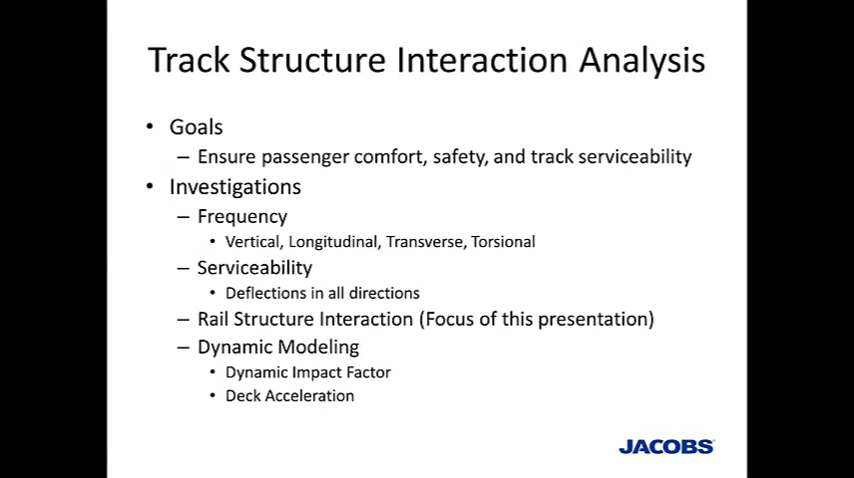 Track Structure Interaction Analysis
• Goals
– Ensure passenger comfort, safety, and track serviceability
• Investigations
– Frequency
• Vertical, Longitudinal, Transverse, Torsional
– Serviceability
• Deflections in all directions
– Rail Structure Interaction (Focus of this presentation)
– Dynamic Modeling
• Dynamic Impact Factor
• Deck Acceleration
JACOBS